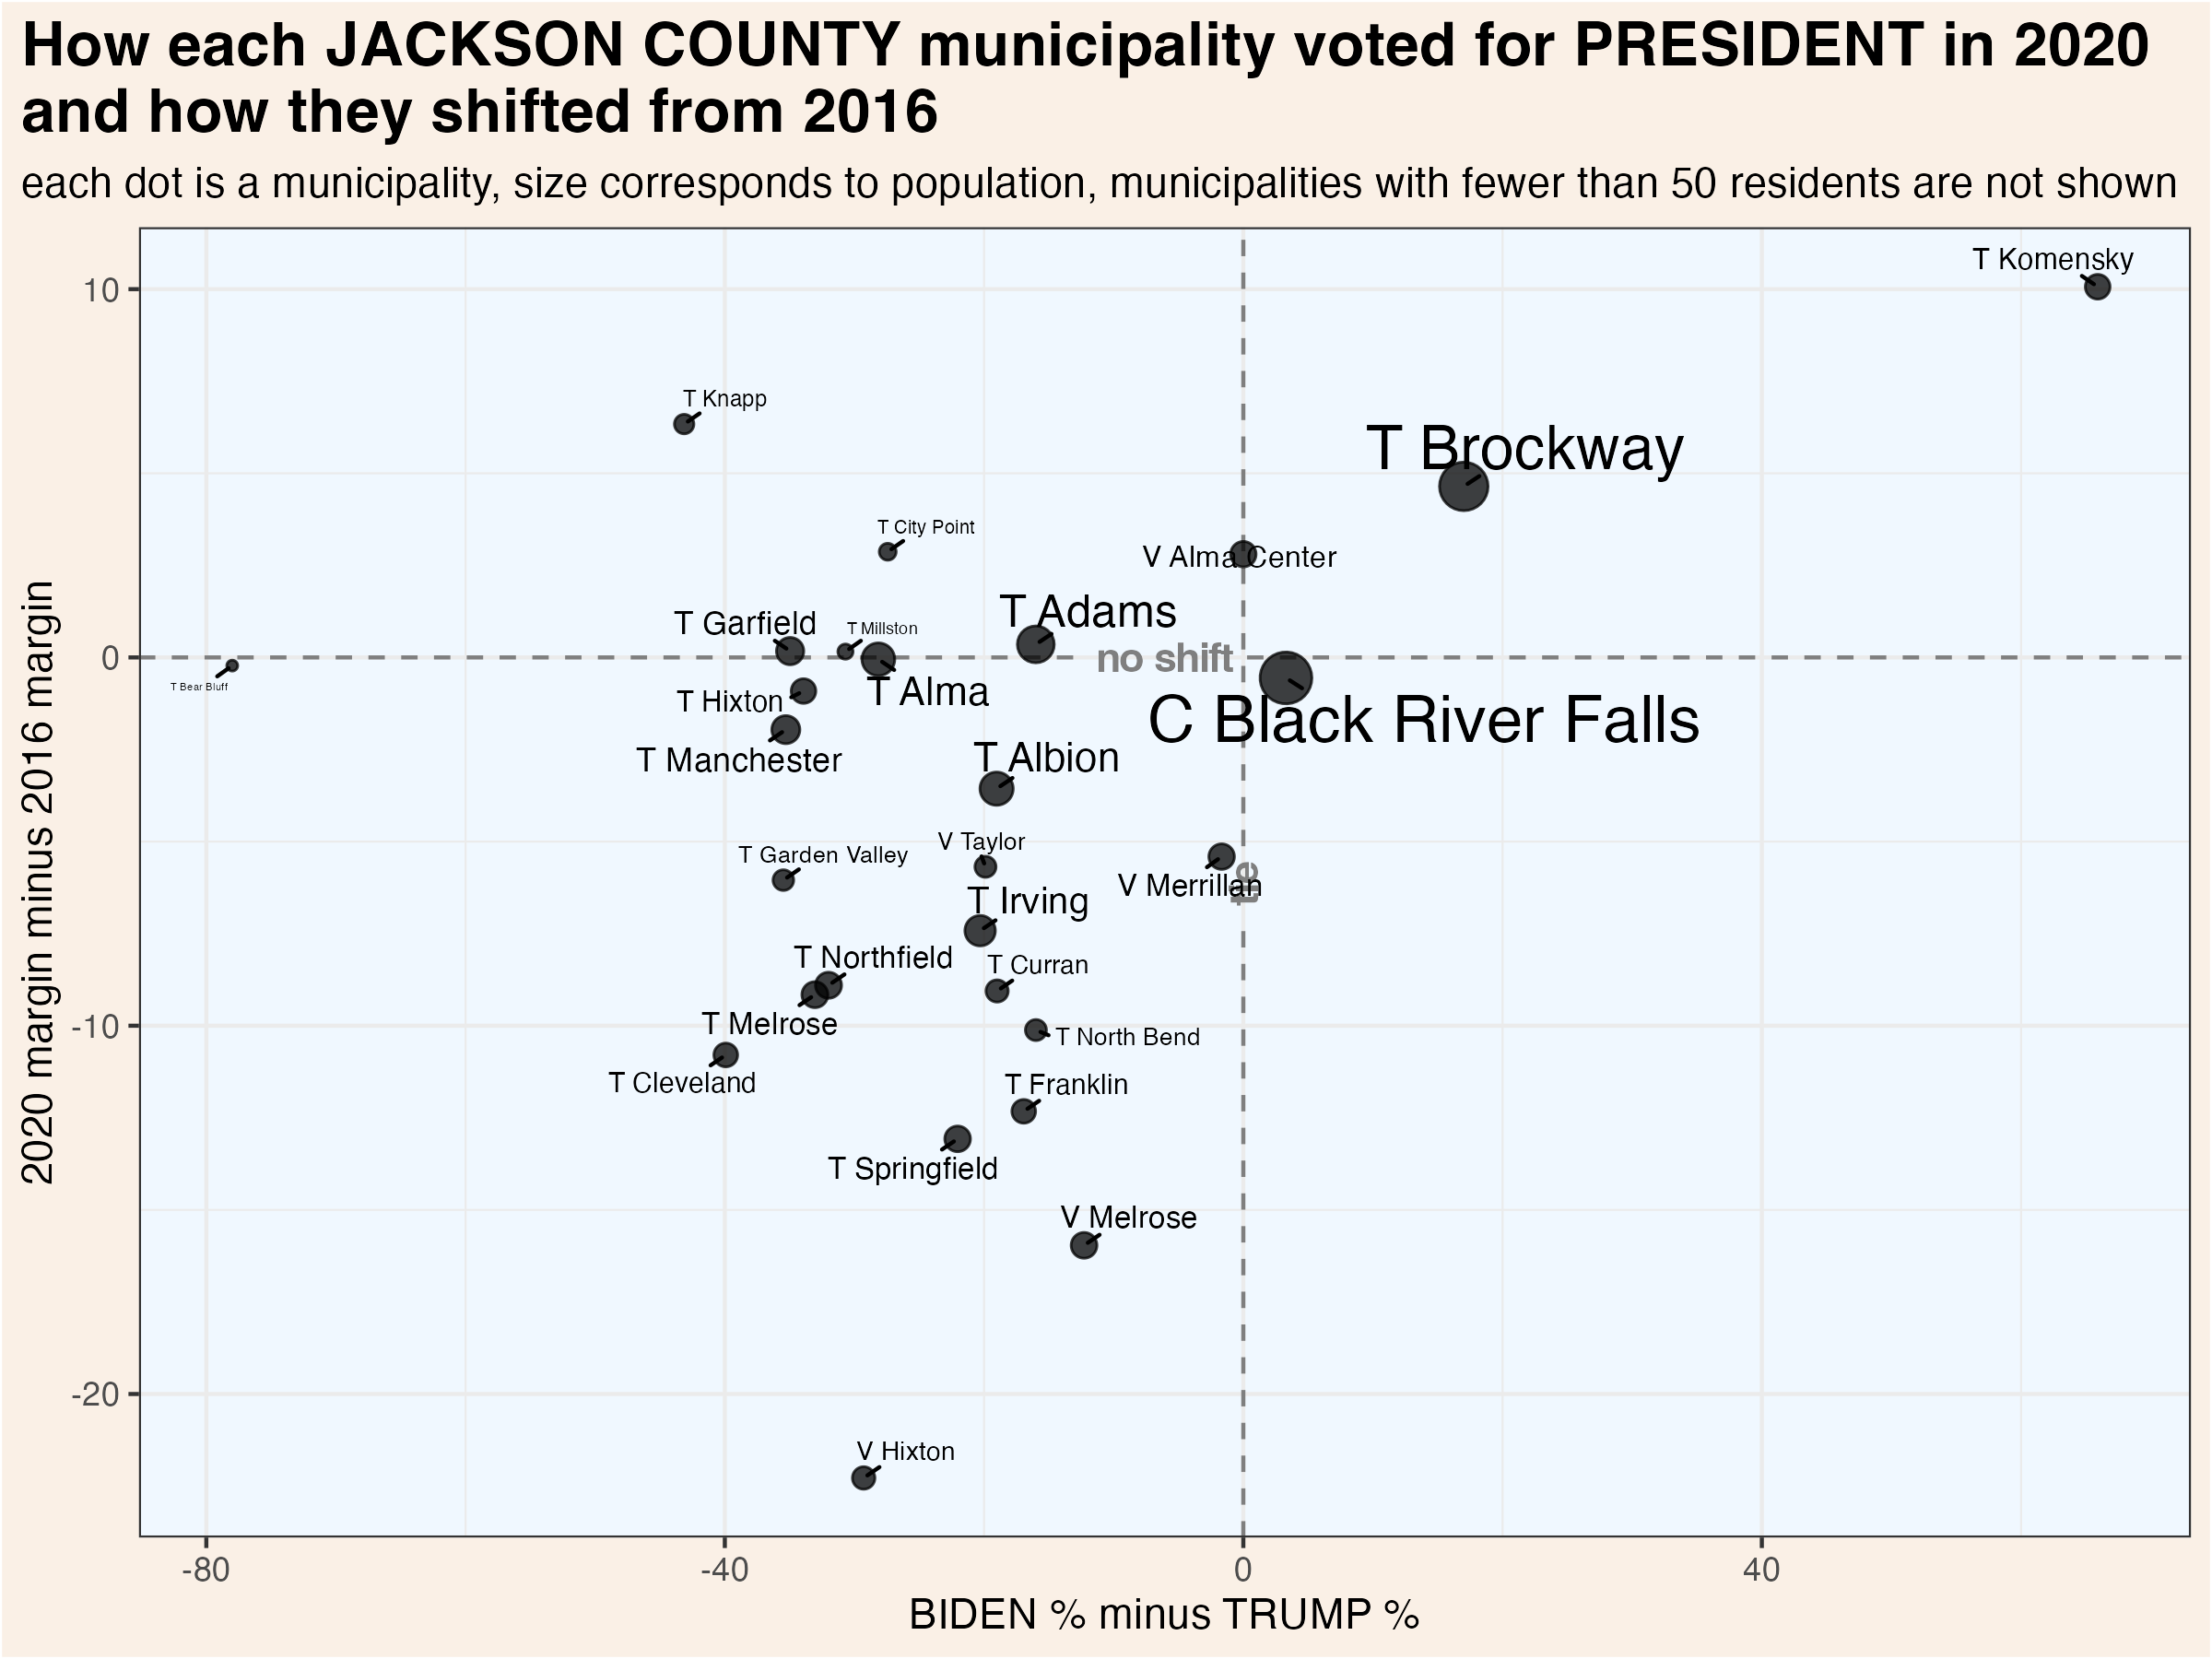 How each JACKSON COUNTY municipality voted for PRESIDENT in 2020
and how they shifted from 2016
each dot is a municipality, size corresponds to population, municipalities with fewer than 50 residents are not shown
2020 margin minus 2016 margin
10
0
-10
-20
T Komensky
T Knapp
T Brockway
T City Point
V Alma Center
T Adams
T Garfield
T Millston
no shift
T Bear Bluff
T Alma
T Hixton
C Black River Falls
T Manchester
T Albion
V Taylor
T Garden Valley
V Merrillan
tie
T Irving
T Northfield
T Curran
T Melrose
T North Bend
T Cleveland
T Franklin
T Springfield
V Melrose
V Hixton
-80
-40
0
40
BIDEN % minus TRUMP %